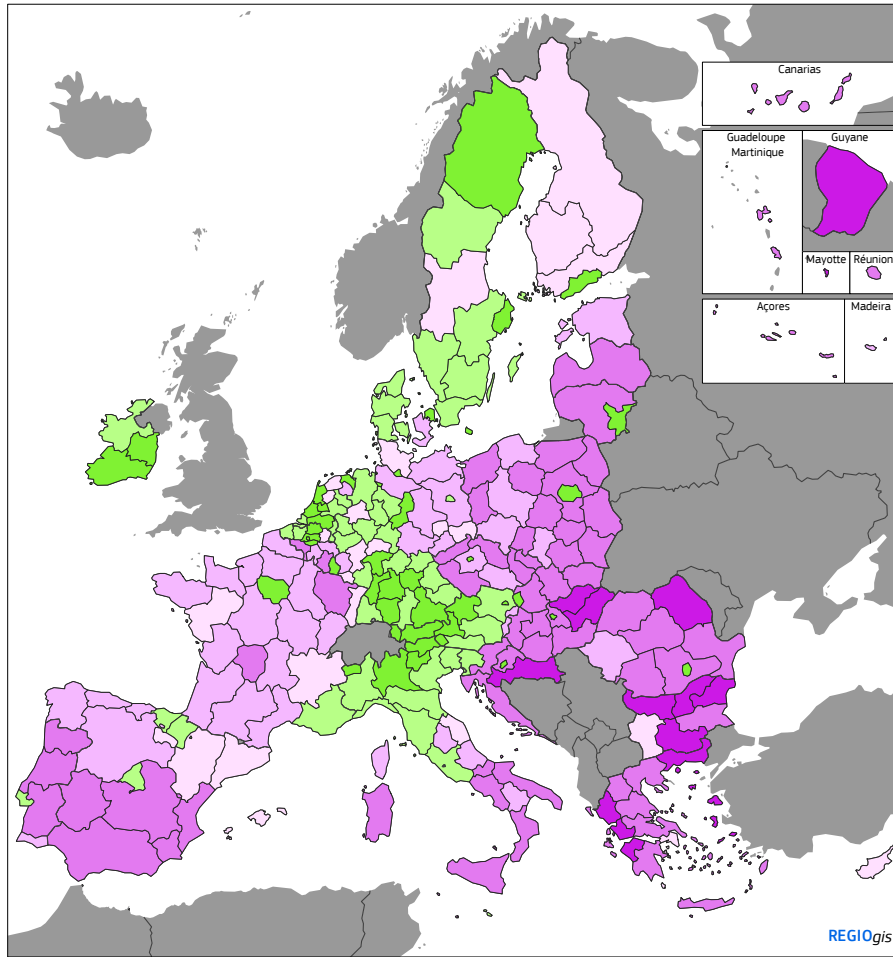 Canarias
Guadeloupe
Martinique
Guyane
Mayotte
Réunion
Açores
Madeira
REGIOgis